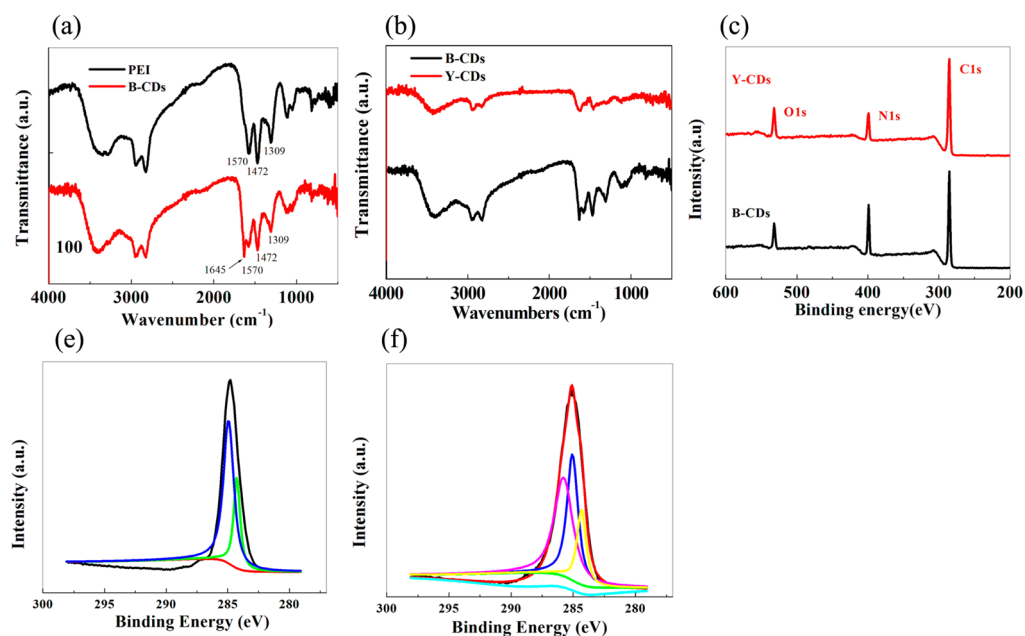 (a)
PEI
B-CDs
1570
1472
1309
100
1645
1570
1472
1309
Transmittance (a.u.)
4000 3000 2000 1000
Wavenumber (cm-1)
(b)
B-CDs
Y-CDs
Transmittance (a.u.)
4000 3000 2000 1000
Wavenumbers (cm-1)
(c)
Y-CDs
O1s
N1s
C1s
B-CDs
Intensity(a.u)
600 500 400 300 200
Binding energy(eV)
(e)
Intensity (a.u.)
300 295 290 285 280
Binding Energy (eV)
(f)
Intensity (a.u.)
300 295 290 285 280
Binding Energy (eV)